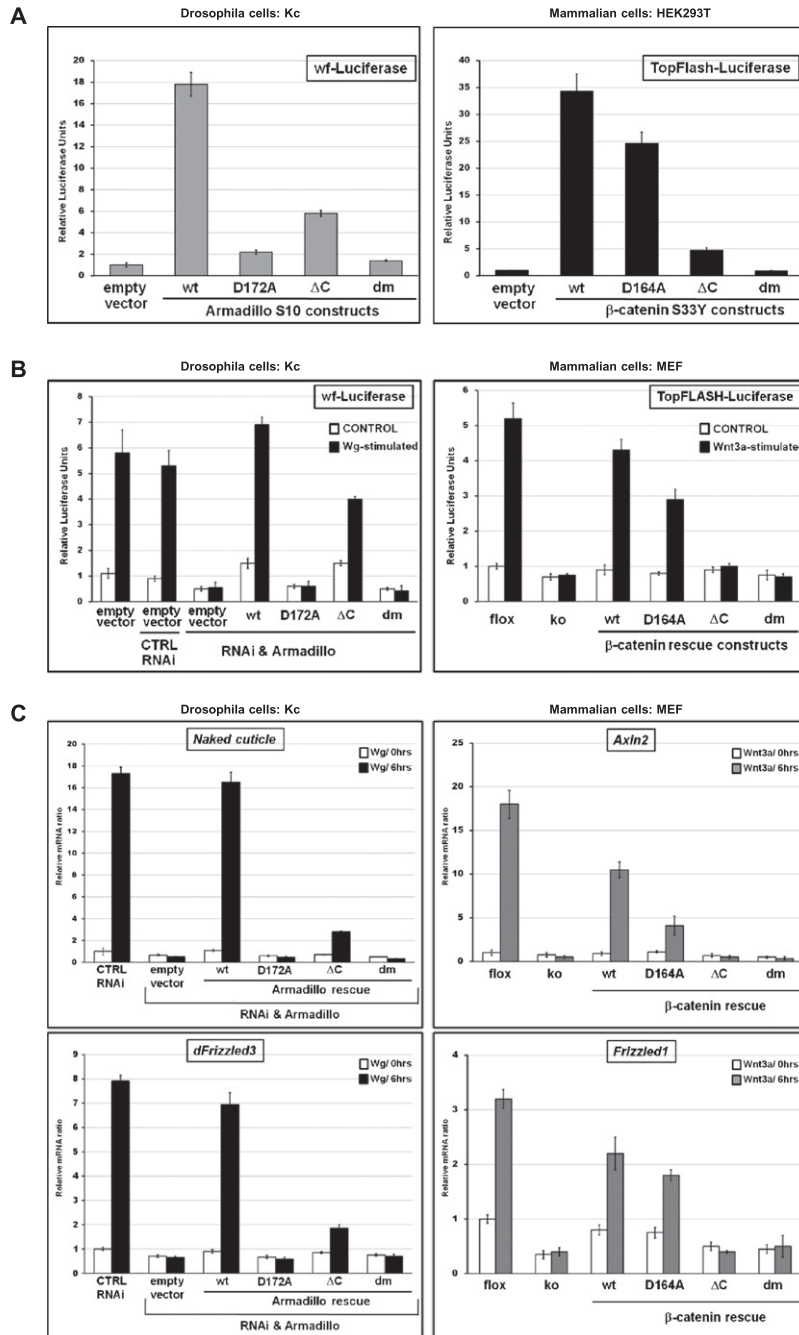 A
Drosophila cells: Kc
wf-Luciferase
Relative Luciferase Units
20
18
16
14
12
10
8
6
4
2
0
empty vector
wt
D172A
ΔC
dm
Armadillo S10 constructs
Mammalian cells: HEK293T
TopFlash-Luciferase
Relative Luciferase Units
40
35
30
25
20
15
10
5
0
empty vector
wt
D164A
ΔC
dm
β-catenin S33Y constructs
B
Drosophila cells: Kc
wf-Luciferase
CONTROL
Wg-stimulated
Relative Luciferase Units
8
7
6
5
4
3
2
1
0
empty vector
empty vector
empty vector
wt
D172A
ΔC
dm
CTRL RNAi
RNAi & Armadillo
Mammalian cells: MEF
TopFLASH-Luciferase
CONTROL
Wnt3a-stimulate
Relative Luciferase Units
6
5
4
3
2
1
0
flox
ko
wt
D164A
ΔC
dm
β-catenin rescue constructs
C
Drosophila cells: Kc
Naked cuticle
Wg/ 0hrs
Wg/ 6hrs
Relative mRNA ratio
20
18
16
14
12
10
8
6
4
2
0
CTRL RNAi
empty vector
wt
D172A
ΔC
dm
Armadillo rescue
RNAi & Armadillo
Mammalian cells: MEF
Axin2
Wnt3a/ 0hrs
Wnt3a/ 6hrs
Relative mRNA ratio
25
20
15
10
5
0
flox
ko
wt
D164A
ΔC
dm
β-catenin rescue
dFrizzled3
Wg/ 0hrs
Wg/ 6hrs
Relative mRNA ratio
9
8
7
6
5
4
3
2
1
0
CTRL RNAi
empty vector
wt
D172A
ΔC
dm
Armadillo rescue
RNAi & Armadillo
Frizzled1
Wnt3a/ 0hrs
Wnt3a/ 6hrs
Relative mRNA ratio
4
3
2
1
0
flox
ko
wt
D164A
ΔC
dm
β-catenin rescue